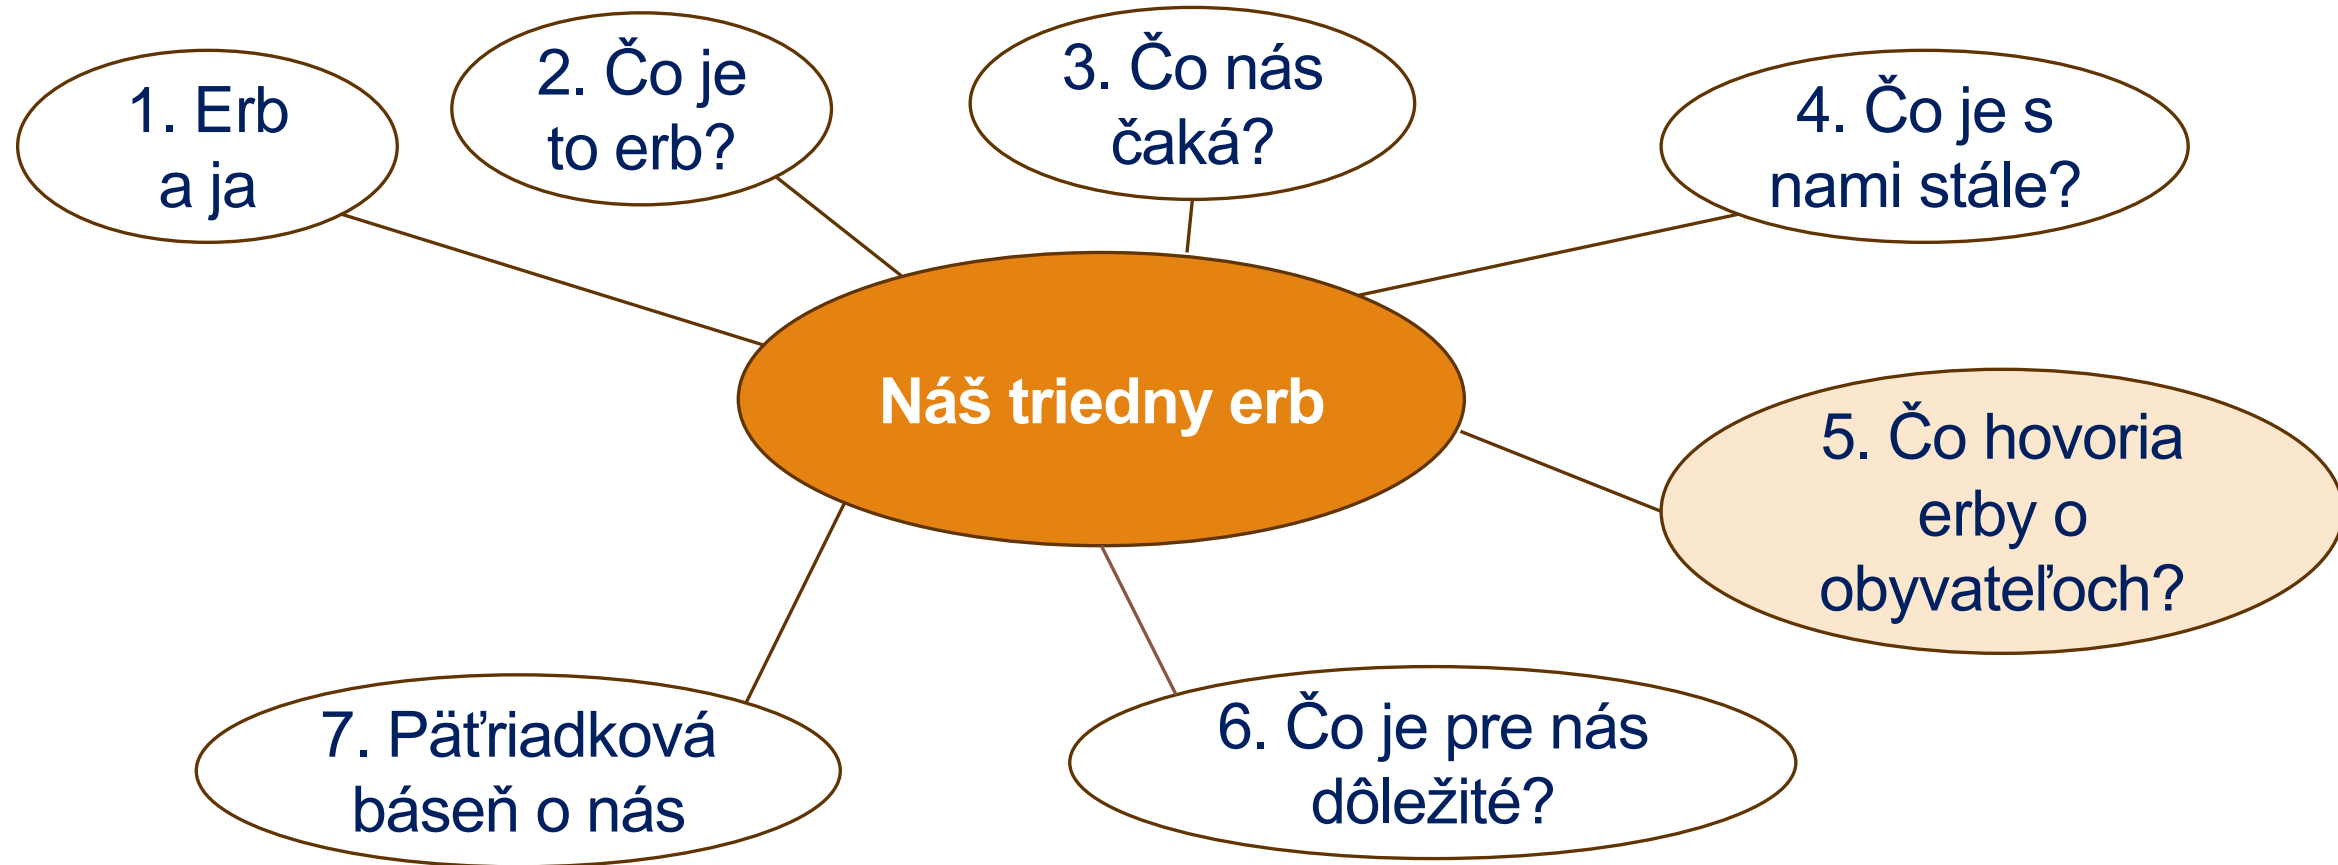 1. Erb
a ja
2. Čo je
to erb?
3. Čo nás
čaká?
4. Čo je s
nami stále?
Náš triedny erb
5. Čo hovoria
erby o
obyvateľoch?
6. Čo je pre nás
dôležité?
7. Päťriadková
báseň o nás